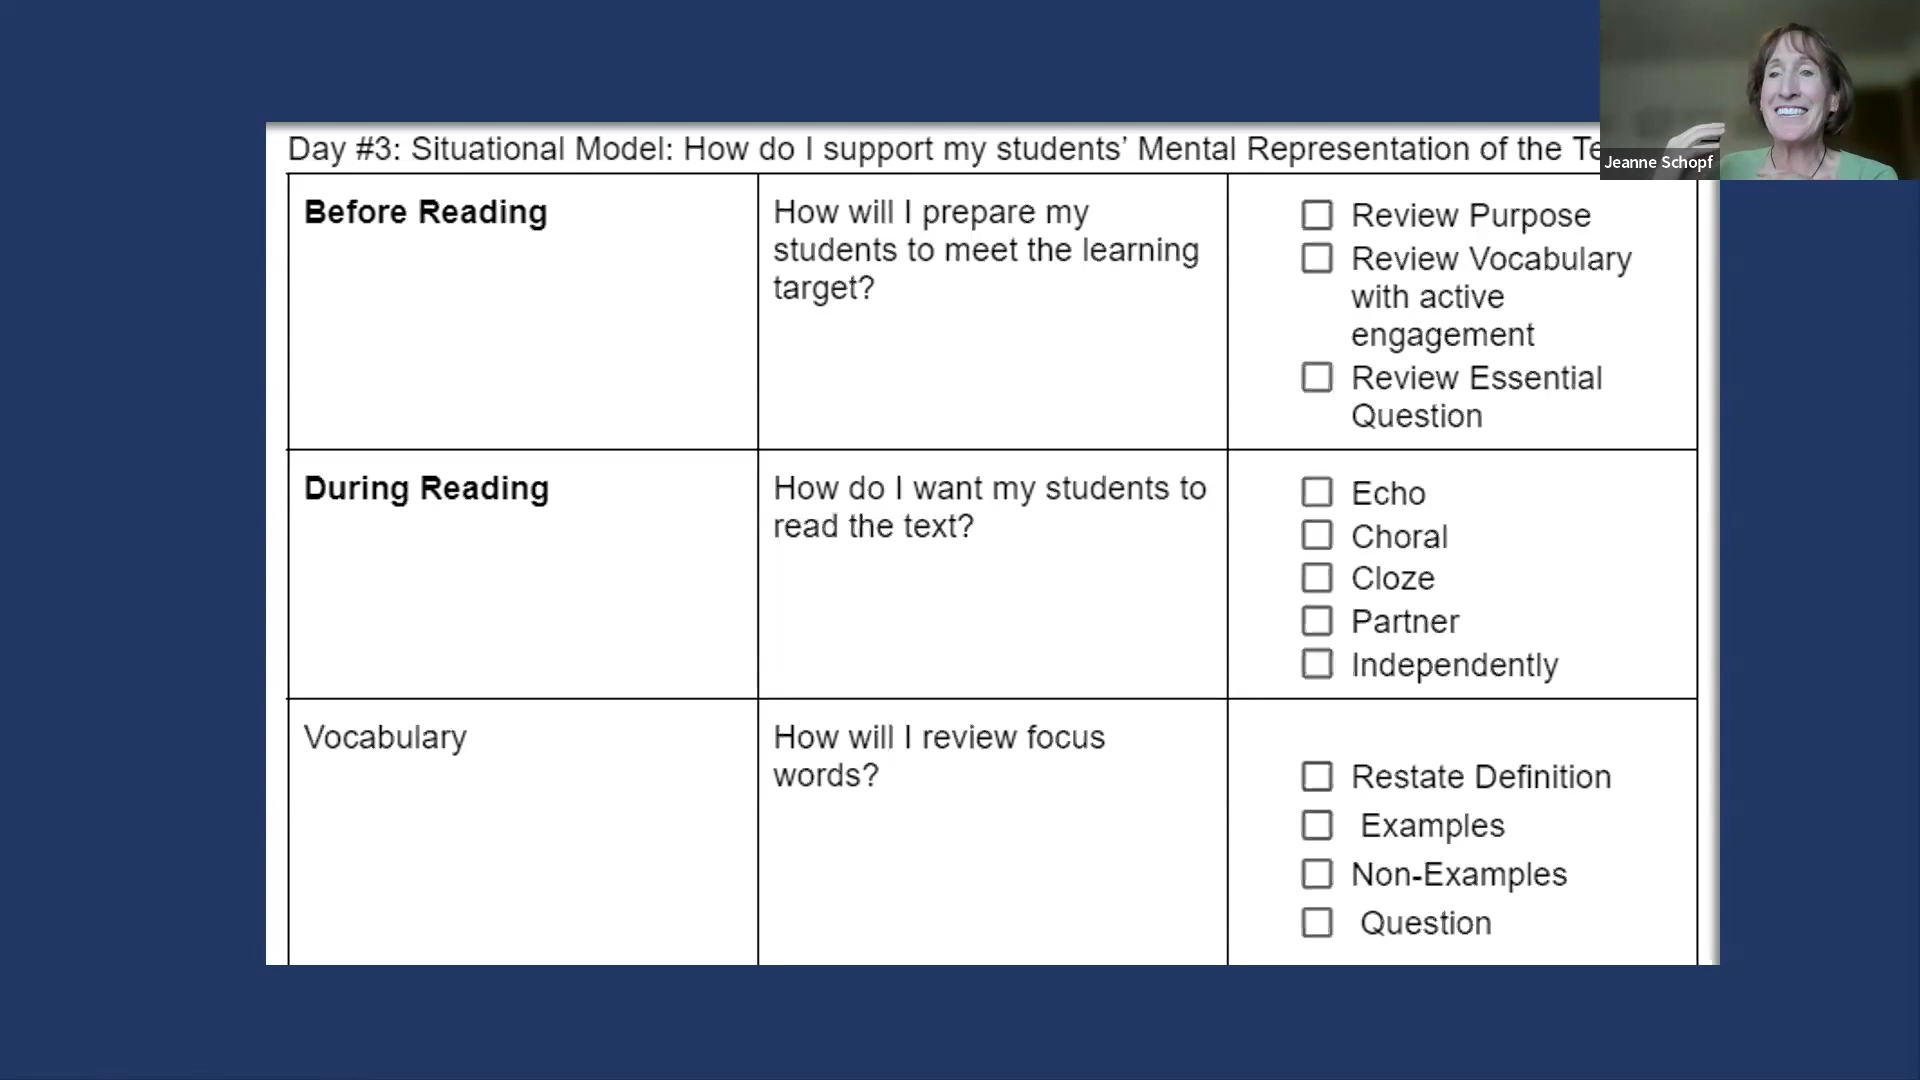 Day #3: Situational Model: How do I support my students’ Mental Representation of the
Jeanne Schopf
Before Reading
How will I prepare my
students to meet the learning
target?
Review Purpose
Review Vocabulary
with active
engagement
Review Essential
Question
During Reading
How do I want my students to
read the text?
Echo
Choral
Cloze
Partner
Independently
Vocabulary
How will I review focus
words?
Restate Definition
Examples
Non-Examples
Question